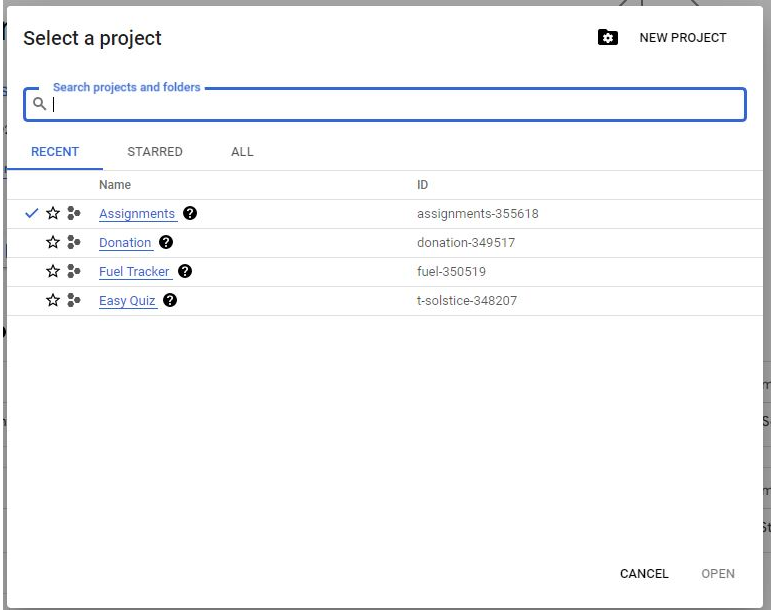 Select a project
NEW PROJECT
Search projects and folders
RECENT STARRED ALL
Name ID
Assignments assignments-355618
Donation donation-349517
Fuel Tracker fuel-350519
Easy Quiz t-solstice-348207
CANCEL OPEN